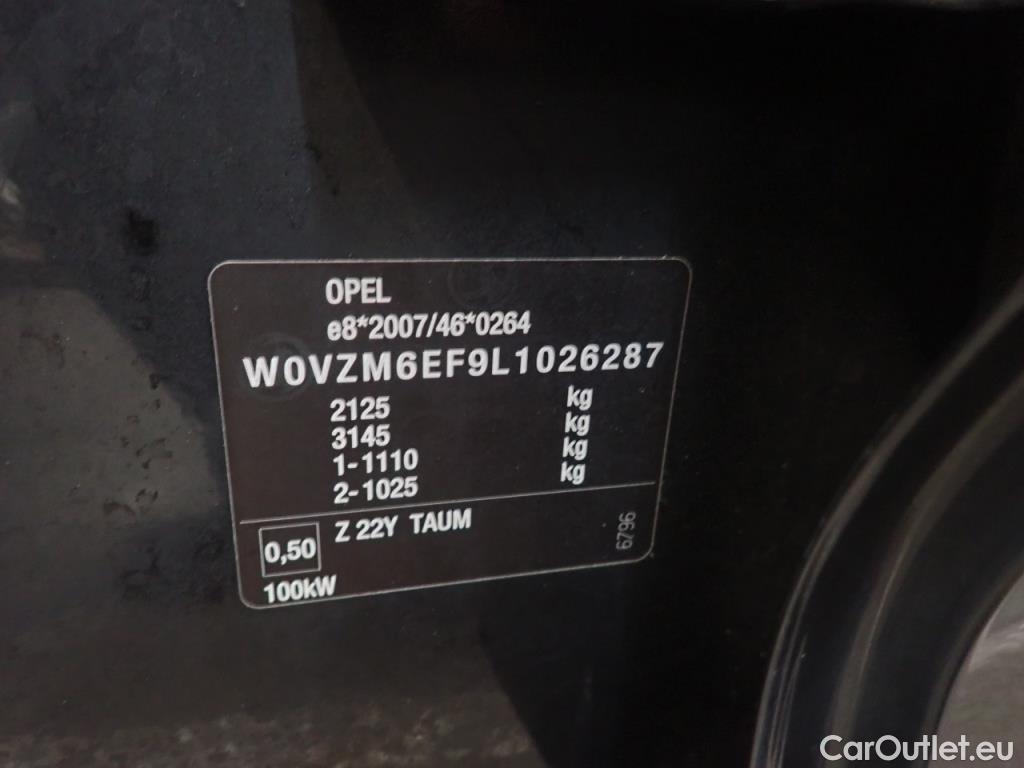 OPEL
e8*2007/46*0264
W0VZM6EF9L1026287
2125 kg
3145 kg
1-1110 kg
2-1025 kg
0,50 Z 22Y TAUM 6796
100kW
CarOutlet.eu